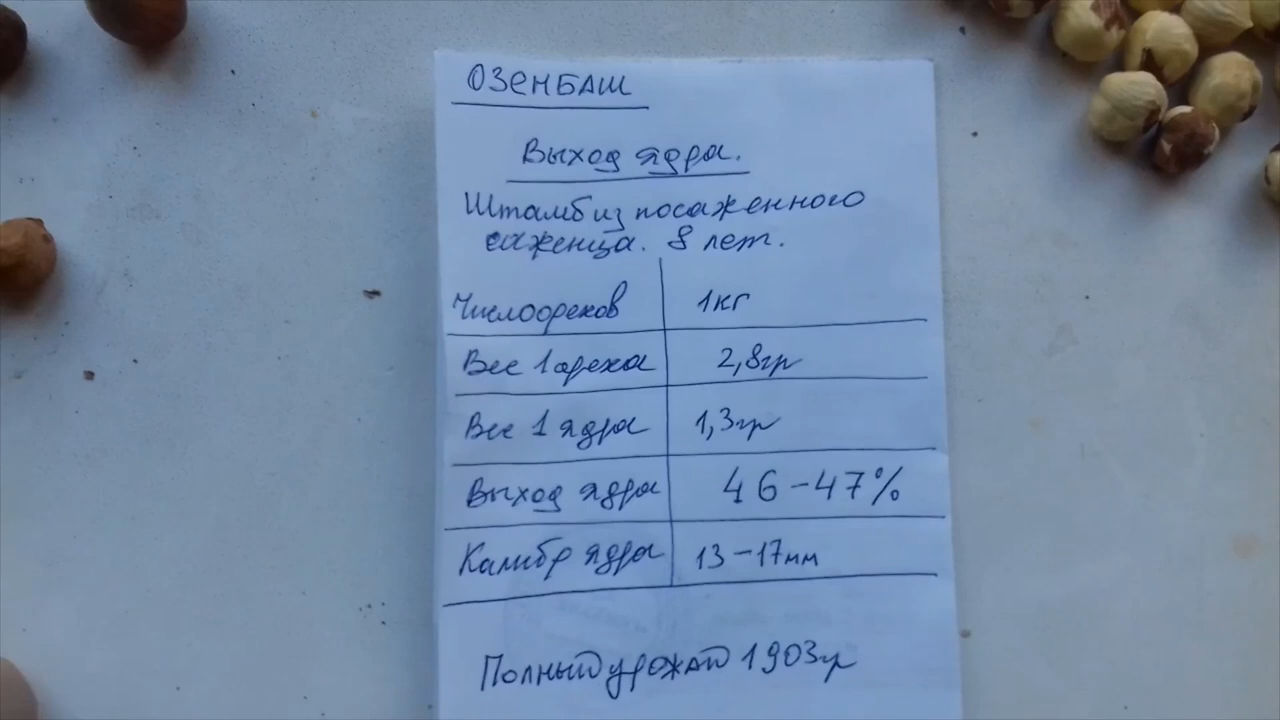 ОЗЕНБАШ
Выход ядра.
Штамб из посаженного
саженца. 8 лет.
Число орехов 1кг
Вес 1 ореха 2,8гр
Вес 1 ядра 1,3гр
Выход ядра 46-47%
Калибр ядра 13-17мм
Полный урожай 1903гр